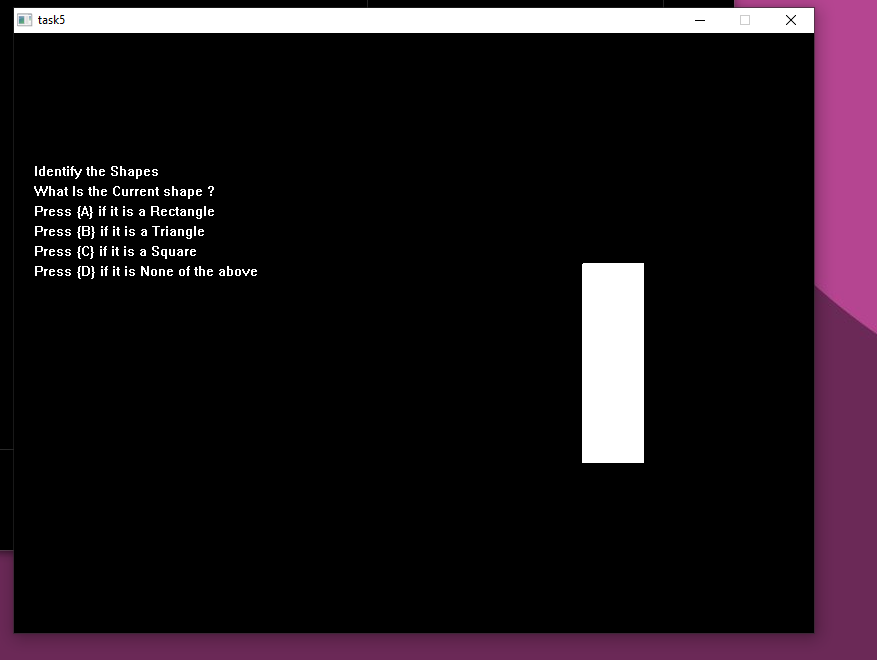 task5
Identify the Shapes
What Is the Current shape ?
Press {A} if it is a Rectangle
Press {B} if it is a Triangle
Press {C} if it is a Square
Press {D} if it is None of the above